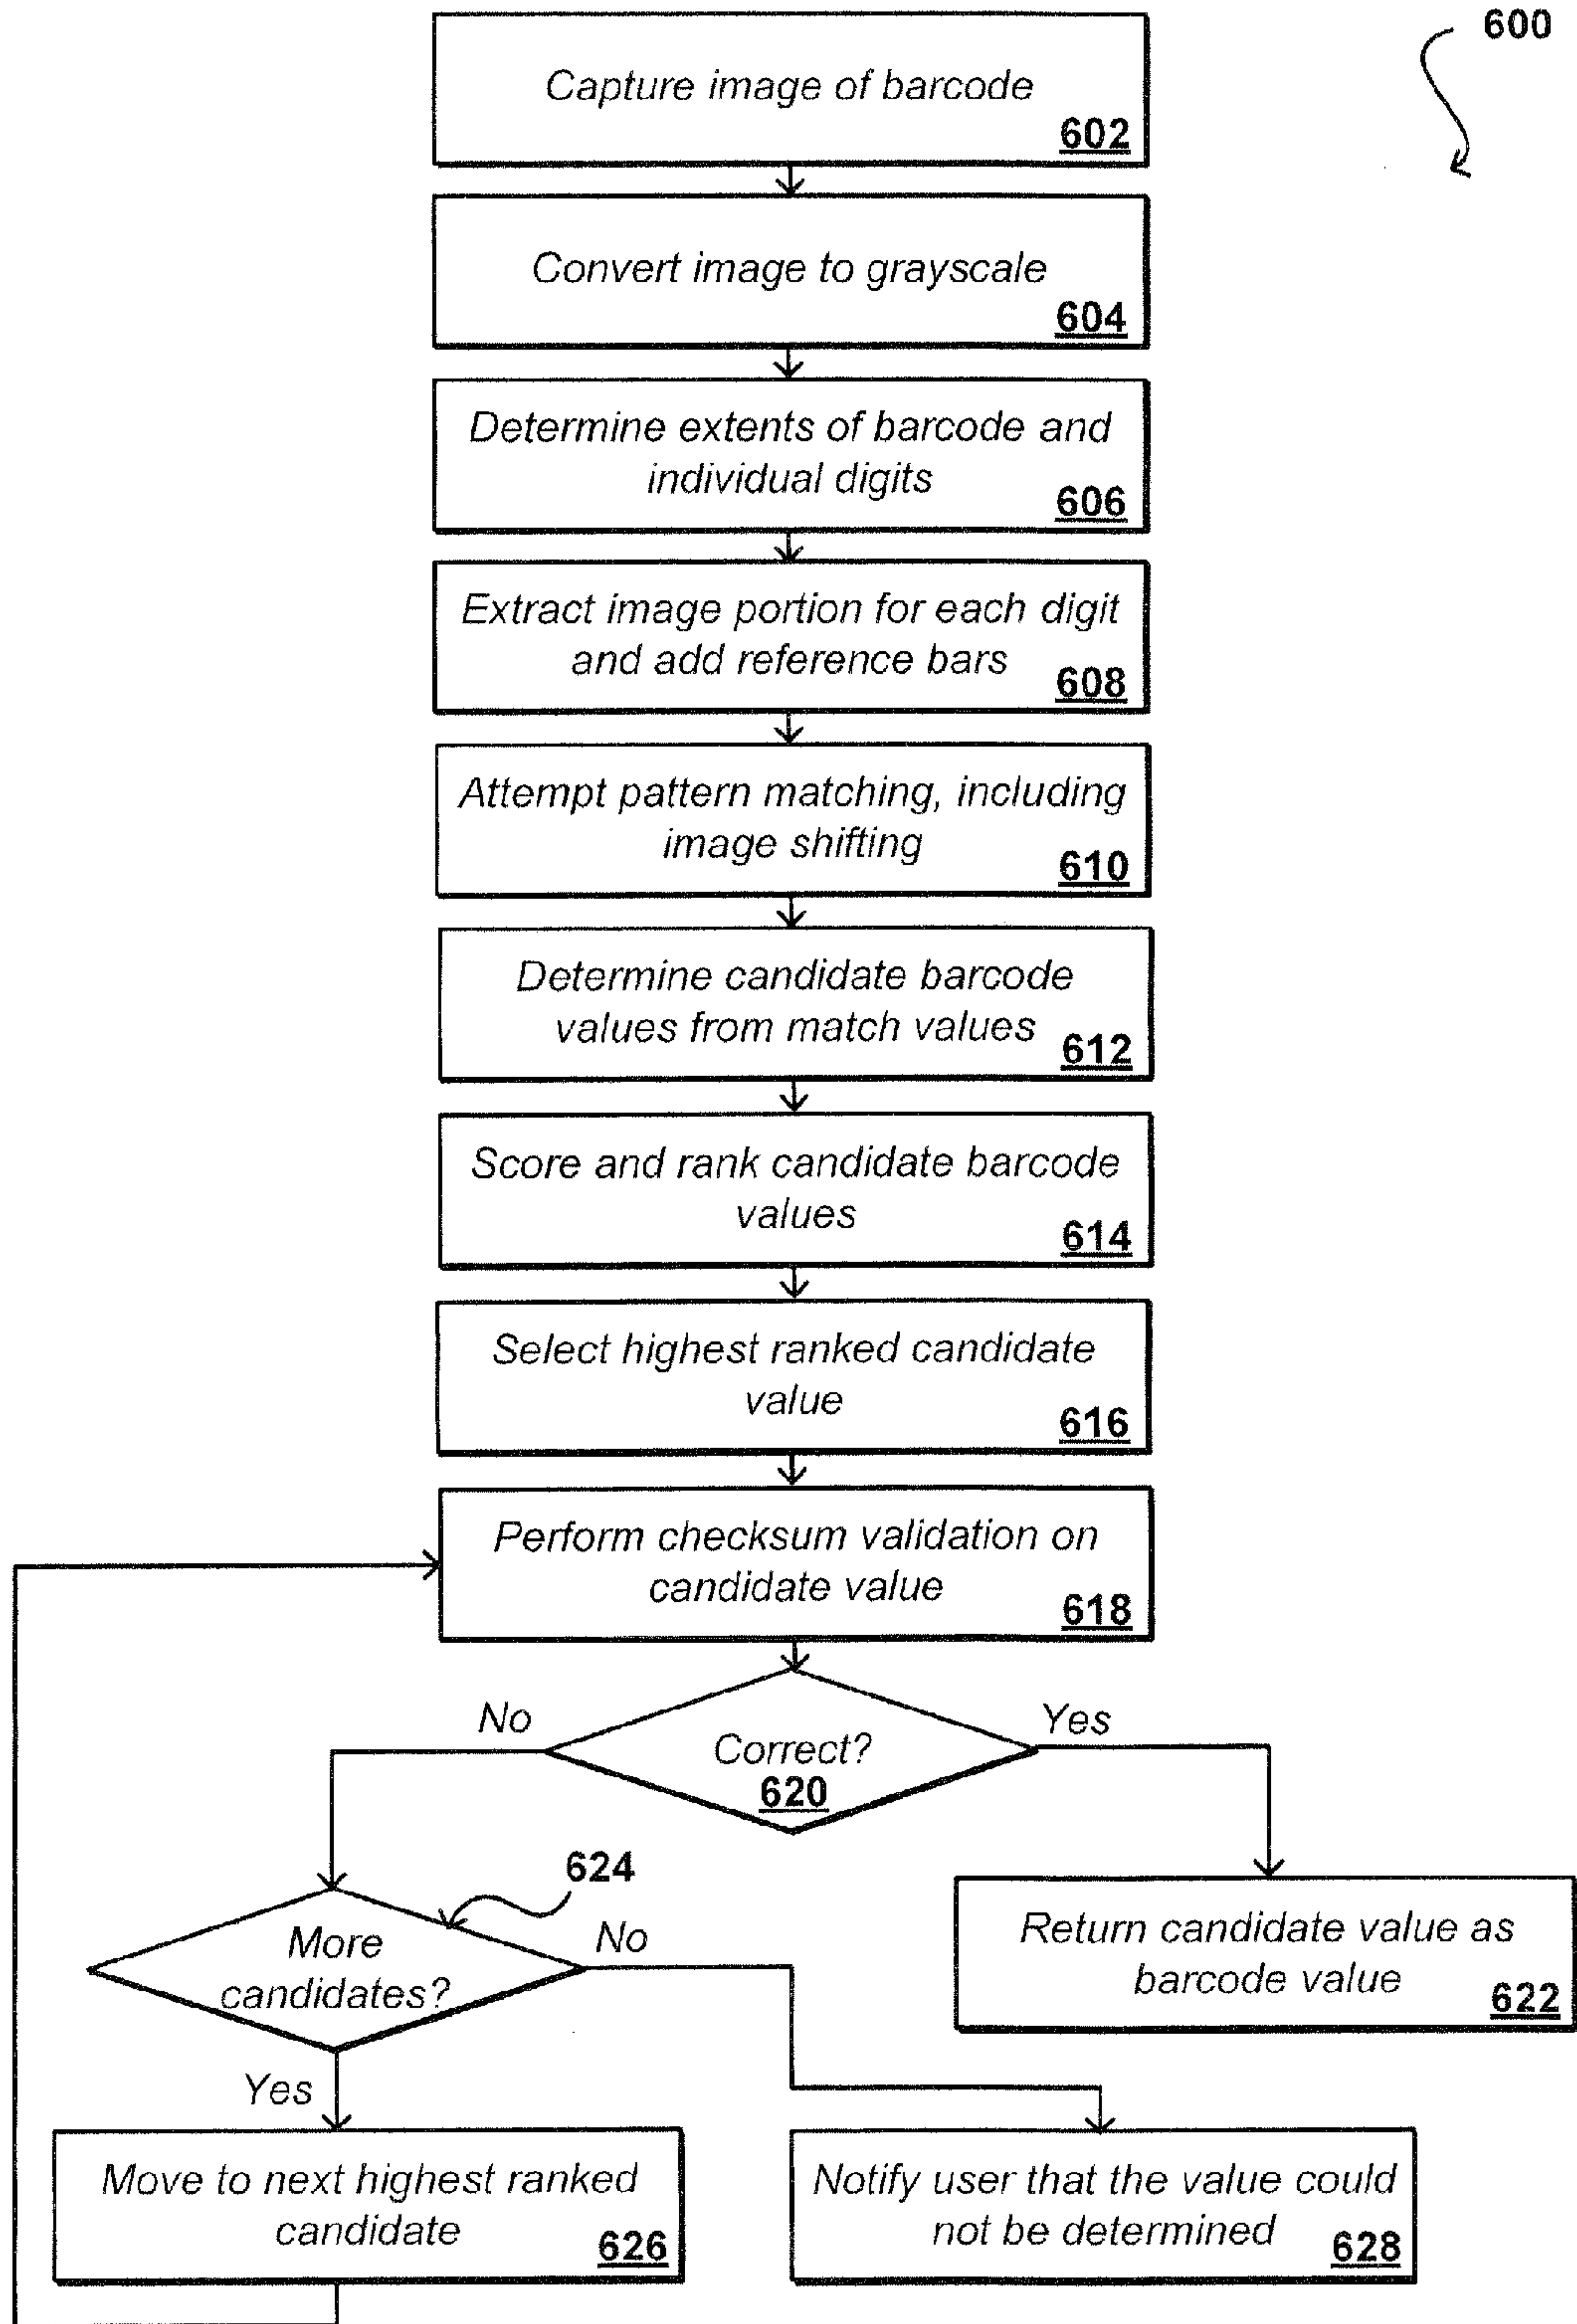 600
Capture image of barcode
602
Convert image to grayscale
604
Determine extents of barcode and
individual digits
606
Extract image portion for each digit
and add reference bars
608
Attempt pattern matching, including
image shifting
610
Determine candidate barcode
values from match values
612
Score and rank candidate barcode
values
614
Select highest ranked candidate
value
616
Perform checksum validation on
candidate value
618
No
Yes
Correct?
620
624
More
candidates?
No
Return candidate value as
barcode value
622
Yes
Move to next highest ranked
candidate
626
Notify user that the value could
not be determined
628